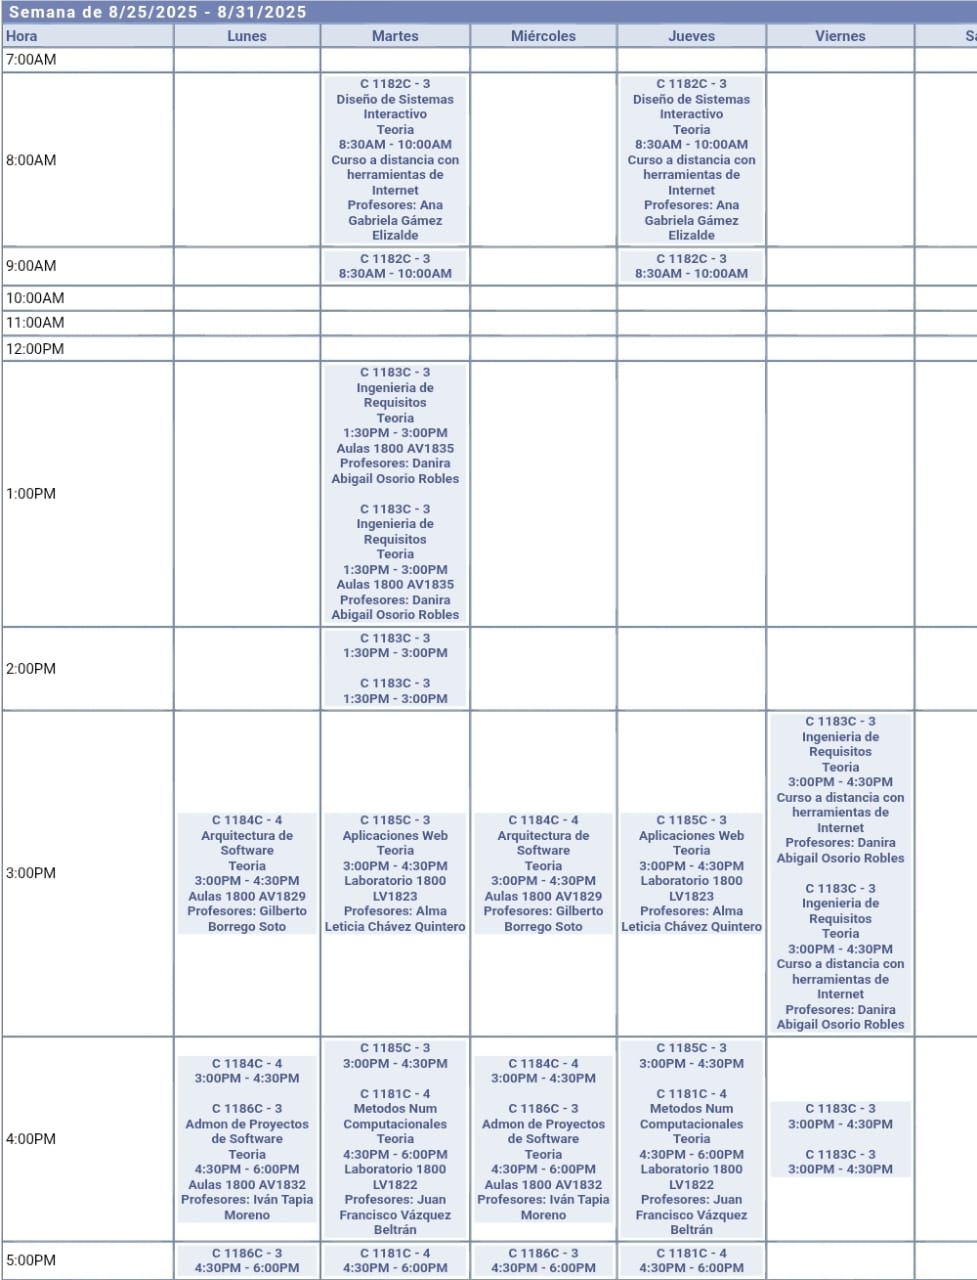 Semana de 8/25/2025 - 8/31/2025
Hora
Lunes
Martes
Miércoles
Jueves
Viernes
7:00AM
8:00AM
C 1182C - 3
Diseño de Sistemas
Interactivo
Teoria
8:30AM - 10:00AM
Curso a distancia con
herramientas de
Internet
Profesores: Ana
Gabriela Gámez
Elizalde
C 1182C - 3
Diseño de Sistemas
Interactivo
Teoria
8:30AM - 10:00AM
Curso a distancia con
herramientas de
Internet
Profesores: Ana
Gabriela Gámez
Elizalde
9:00AM
C 1182C - 3
8:30AM - 10:00AM
C 1182C - 3
8:30AM - 10:00AM
10:00AM
11:00AM
12:00PM
1:00PM
C 1183C - 3
Ingenieria de
Requisitos
Teoria
1:30PM - 3:00PM
Aulas 1800 AV1835
Profesores: Danira
Abigail Osorio Robles
C 1183C - 3
Ingenieria de
Requisitos
Teoria
1:30PM - 3:00PM
Aulas 1800 AV1835
Profesores: Danira
Abigail Osorio Robles
2:00PM
C 1183C - 3
1:30PM - 3:00PM
C 1183C - 3
1:30PM - 3:00PM
3:00PM
C 1184C - 4
Arquitectura de
Software
Teoria
3:00PM - 4:30PM
Aulas 1800 AV1829
Profesores: Gilberto
Borrego Soto
C 1185C - 3
Aplicaciones Web
Teoria
3:00PM - 4:30PM
Laboratorio 1800
LV1823
Profesores: Alma
Leticia Chávez Quintero
C 1184C - 4
Arquitectura de
Software
Teoria
3:00PM - 4:30PM
Aulas 1800 AV1829
Profesores: Gilberto
Borrego Soto
C 1185C - 3
Aplicaciones Web
Teoria
3:00PM - 4:30PM
Laboratorio 1800
LV1823
Profesores: Alma
Leticia Chávez Quintero
C 1183C - 3
Ingenieria de
Requisitos
Teoria
3:00PM - 4:30PM
Curso a distancia con
herramientas de
Internet
Profesores: Danira
Abigail Osorio Robles
C 1183C - 3
Ingenieria de
Requisitos
Teoria
3:00PM - 4:30PM
Curso a distancia con
herramientas de
Internet
Profesores: Danira
Abigail Osorio Robles
4:00PM
C 1184C - 4
3:00PM - 4:30PM
C 1186C - 3
Admon de Proyectos
de Software
Teoria
4:30PM - 6:00PM
Aulas 1800 AV1832
Profesores: Iván Tapia
Moreno
C 1185C - 3
3:00PM - 4:30PM
C 1181C - 4
Metodos Num
Computacionales
Teoria
4:30PM - 6:00PM
Laboratorio 1800
LV1822
Profesores: Juan
Francisco Vázquez
Beltrán
C 1184C - 4
3:00PM - 4:30PM
C 1186C - 3
Admon de Proyectos
de Software
Teoria
4:30PM - 6:00PM
Aulas 1800 AV1832
Profesores: Iván Tapia
Moreno
C 1185C - 3
3:00PM - 4:30PM
C 1181C - 4
Metodos Num
Computacionales
Teoria
4:30PM - 6:00PM
Laboratorio 1800
LV1822
Profesores: Juan
Francisco Vázquez
Beltrán
C 1183C - 3
3:00PM - 4:30PM
C 1183C - 3
3:00PM - 4:30PM
5:00PM
C 1186C - 3
4:30PM - 6:00PM
C 1181C - 4
4:30PM - 6:00PM
C 1186C - 3
4:30PM - 6:00PM
C 1181C - 4
4:30PM - 6:00PM